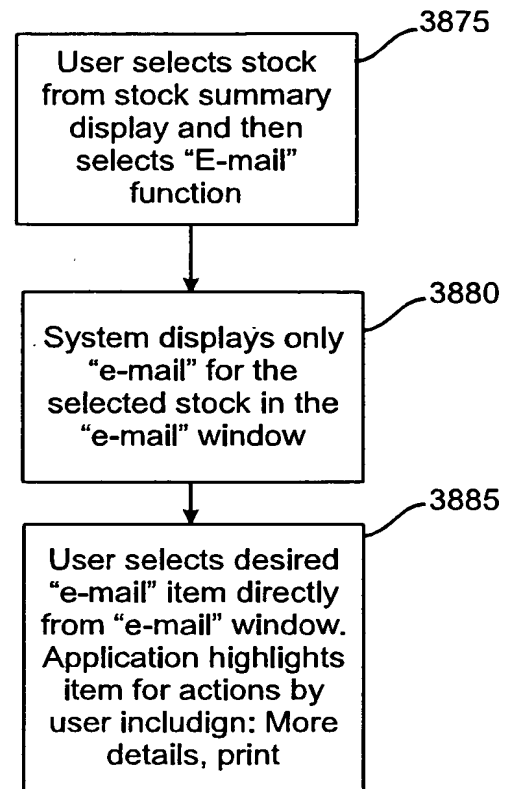 3875
User selects stock
from stock summary
display and then
selects “E-mail”
function
3880
System displays only
“e-mail” for the
selected stock in the
“e-mail” window
3885
User selects desired
“e-mail” item directly
from “e-mail” window.
Application highlights
item for actions by
user includign: More
details, print